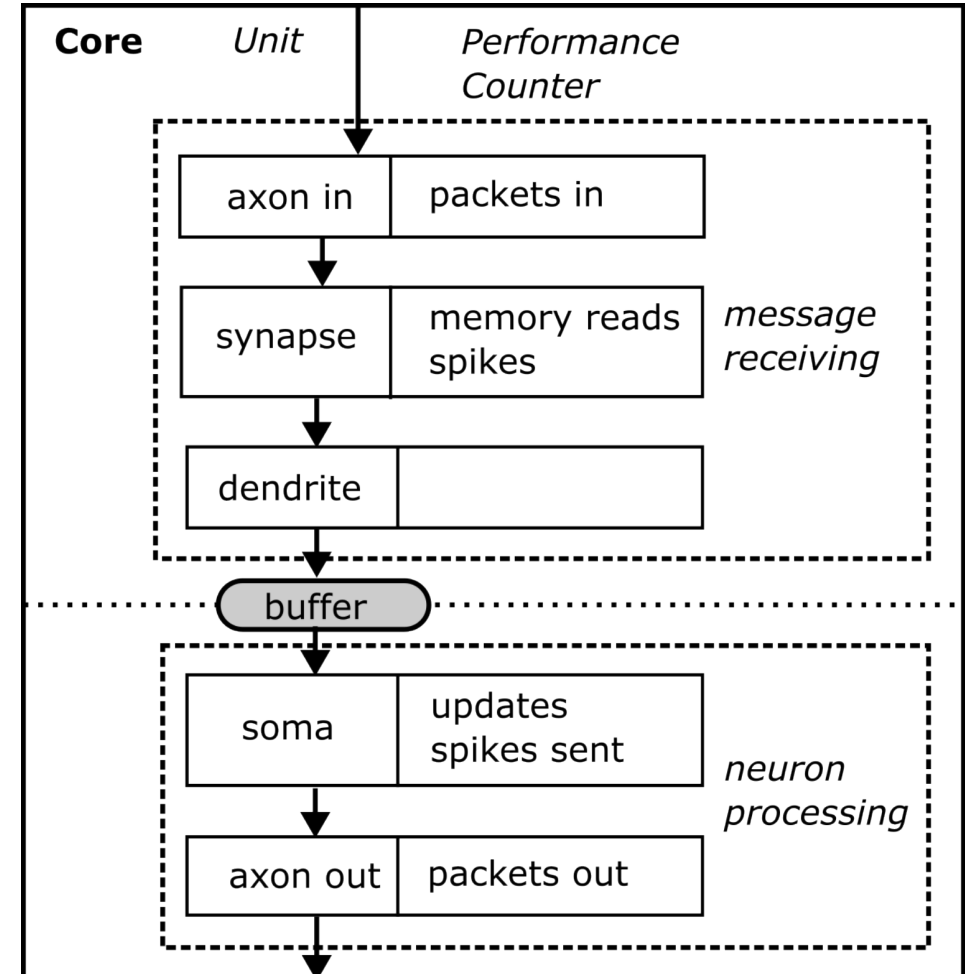 Core Unit Performance
Counter
axon in packets in
synapse memory reads
spikes
message
receiving
dendrite
buffer
soma updates
spikes sent
neuron
processing
axon out packets out